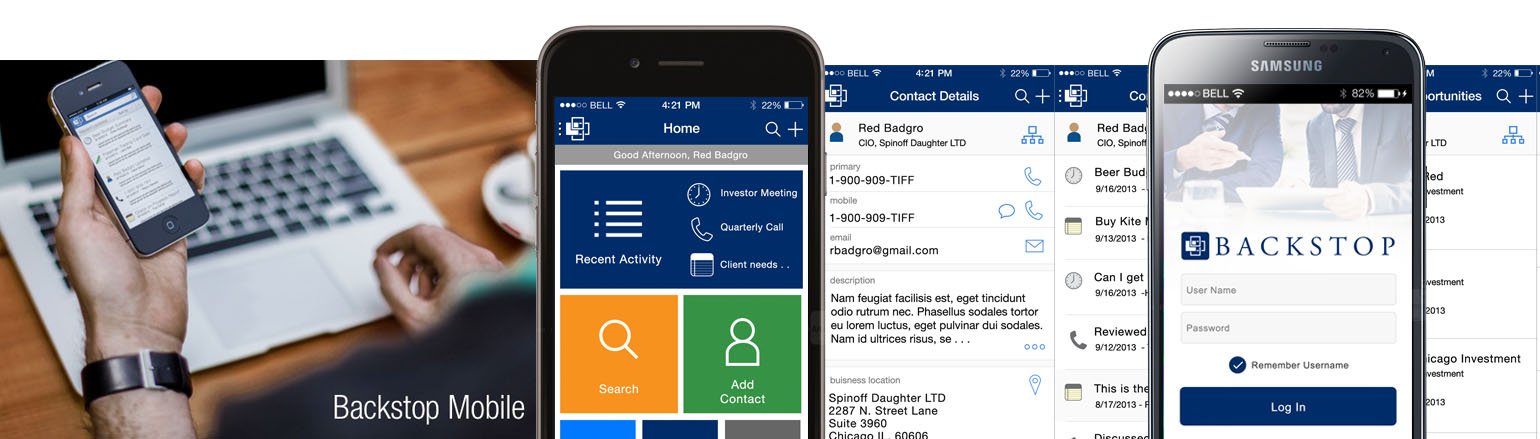 Backstop Mobile
BELL 4:21 PM 22%
Home
Good Afternoon, Red Badgro
Recent Activity
Investor Meeting
Quarterly Call
Client needs . .
Search
Add
Contact
BELL 4:21 PM 22%
Contact Details
Red Badgro
CIO, Spinoff Daughter LTD
primary
1-900-909-TIFF
mobile
1-900-909-TIFF
email
rbadgro@gmail.com
description
Nam feugiat facilisis est, eget tincidunt
odio rutrum nec. Phasellus sodales tortor
eu lorem luctus, eget pulvinar dui sodales.
Nam id ultrices risus, se . . .
buisness location
Spinoff Daughter LTD
2287 N. Street Lane
Suite 3960
Chicago IL, 60606
BELL
Co
Red Badg
CIO, Spinof
Beer Bud
9/16/2013 -
Buy Kite M
9/13/2013 -
Can I get
9/16/2013 -H
Reviewed
9/12/2013 -
This is the
8/17/2013 - F
Discussed
SAMSUNG
BELL 82%
BACKSTOP
User Name
Password
Remember Username
Log In
M 22%
ortunities
r LTD
Red
vestment
2013
vestment
2013
icago Investment
vestment
2013